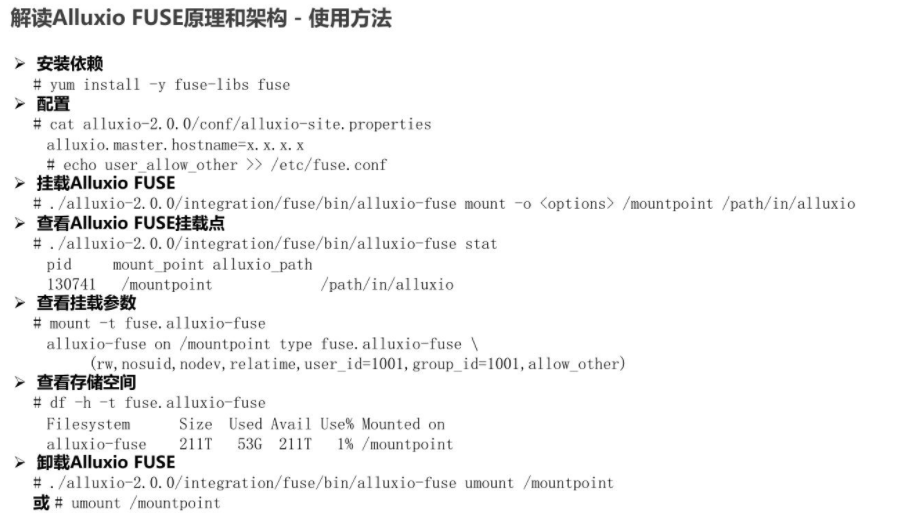 解读Alluxio FUSE原理和架构 - 使用方法
➢ 安装依赖
# yum install -y fuse-libs fuse
➢ 配置
# cat alluxio-2.0.0/conf/alluxio-site.properties
alluxio.master.hostname=x.x.x.x
# echo user_allow_other >> /etc/fuse.conf
➢ 挂载Alluxio FUSE
# ./alluxio-2.0.0/integration/fuse/bin/alluxio-fuse mount -o <options> /mountpoint /path/in/alluxio
➢ 查看Alluxio FUSE挂载点
# ./alluxio-2.0.0/integration/fuse/bin/alluxio-fuse stat
pid mount_point alluxio_path
130741 /mountpoint /path/in/alluxio
➢ 查看挂载参数
# mount -t fuse.alluxio-fuse
alluxio-fuse on /mountpoint type fuse.alluxio-fuse \
(rw,nosuid,nodev,relatime,user_id=1001,group_id=1001,allow_other)
➢ 查看存储空间
# df -h -t fuse.alluxio-fuse
Filesystem Size Used Avail Use% Mounted on
alluxio-fuse 211T 53G 211T 1% /mountpoint
➢ 卸载Alluxio FUSE
# ./alluxio-2.0.0/integration/fuse/bin/alluxio-fuse umount /mountpoint
或 # umount /mountpoint